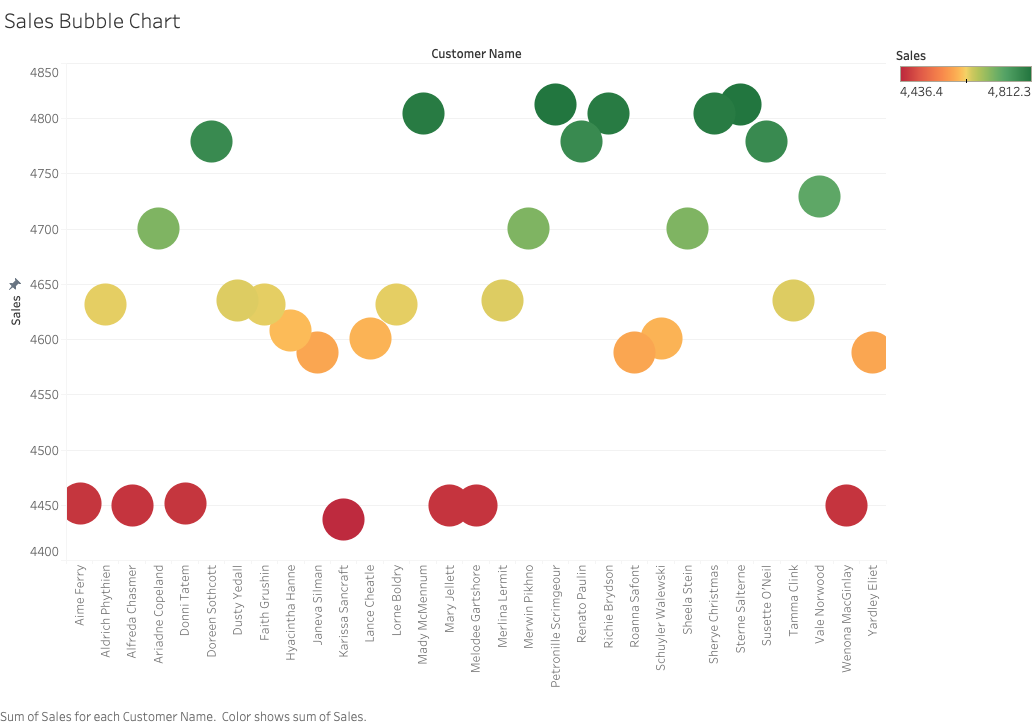 Sales Bubble Chart
Customer Name
Sales
4,436.4 4,812.3
4850
4800
4750
4700
4650
4600
4550
4500
4450
4400
Sales
Aime Ferry
Aldrich Phythien
Alfreda Chasmer
Ariadne Copeland
Donni Tatem
Doreen Sothcott
Dusty Yedall
Faith Grushin
Hyacintha Hanne
Janeva Silman
Karissa Sancraft
Lance Cheatle
Lorne Boldry
Mady McMennum
Mary Jellett
Melodee Gartshore
Merlina Lermit
Merwin Pikhno
Petronille Scrimgeour
Renato Paulin
Richie Brydson
Roanna Safont
Schuyler Walewski
Sheela Stein
Sherye Christmas
Sterne Salterne
Susette O'Neil
Tamma Clink
Vale Norwood
Wenona MacGinlay
Yardley Eliet
Sum of Sales for each Customer Name.  Color shows sum of Sales.